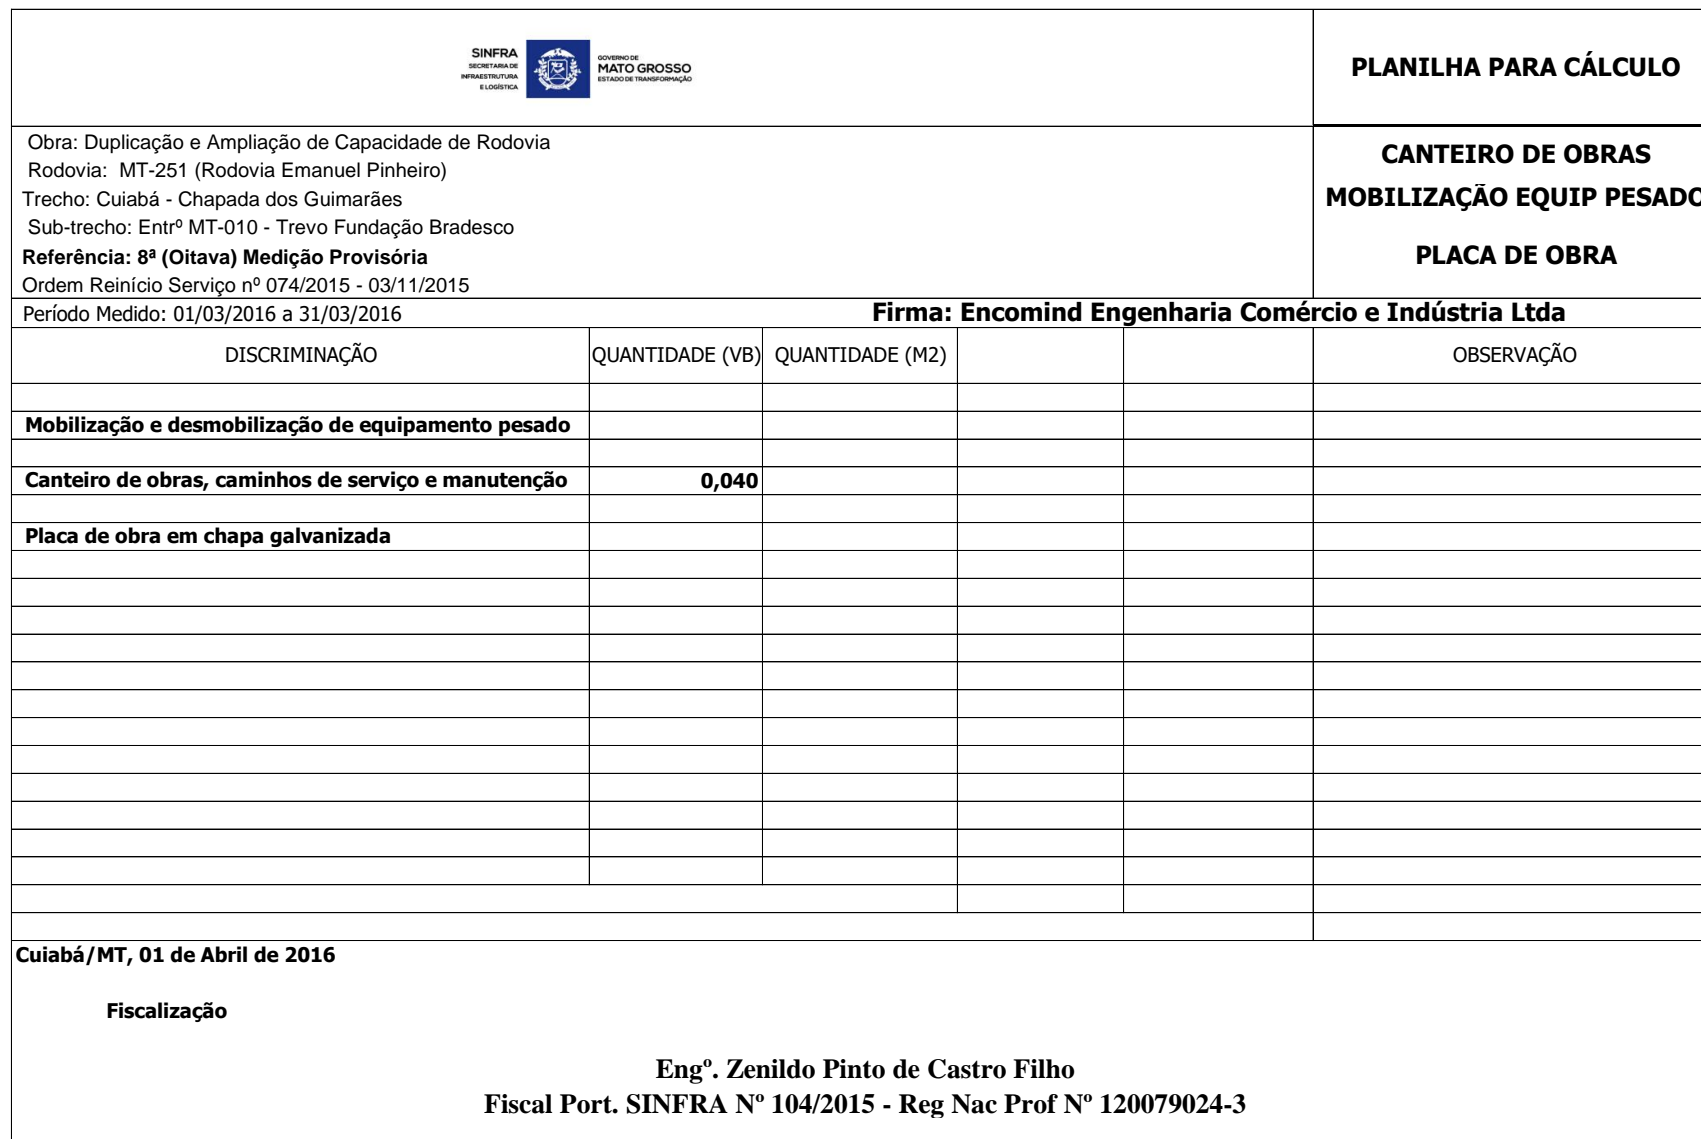 SINFRA
SECRETARIA DE
INFRAESTRUTURA
E LOGÍSTICA
GOVERNO DE
MATO GROSSO
ESTADO DE TRANSFORMAÇÃO
PLANILHA PARA CÁLCULO
Obra: Duplicação e Ampliação de Capacidade de Rodovia
Rodovia: MT-251 (Rodovia Emanuel Pinheiro)
Trecho: Cuiabá - Chapada dos Guimarães
Sub-trecho: Entrº MT-010 - Trevo Fundação Bradesco
Referência: 8ª (Oitava) Medição Provisória
Ordem Reinício Serviço nº 074/2015 - 03/11/2015
CANTEIRO DE OBRAS
MOBILIZAÇÃO EQUIP PESADO
PLACA DE OBRA
Período Medido: 01/03/2016 a 31/03/2016 Firma: Encomind Engenharia Comércio e Indústria Ltda
DISCRIMINAÇÃO QUANTIDADE (VB) QUANTIDADE (M2) OBSERVAÇÃO
Mobilização e desmobilização de equipamento pesado
Canteiro de obras, caminhos de serviço e manutenção 0,040
Placa de obra em chapa galvanizada
Cuiabá/MT, 01 de Abril de 2016
Fiscalização
Engº. Zenildo Pinto de Castro Filho
Fiscal Port. SINFRA Nº 104/2015 - Reg Nac Prof Nº 120079024-3